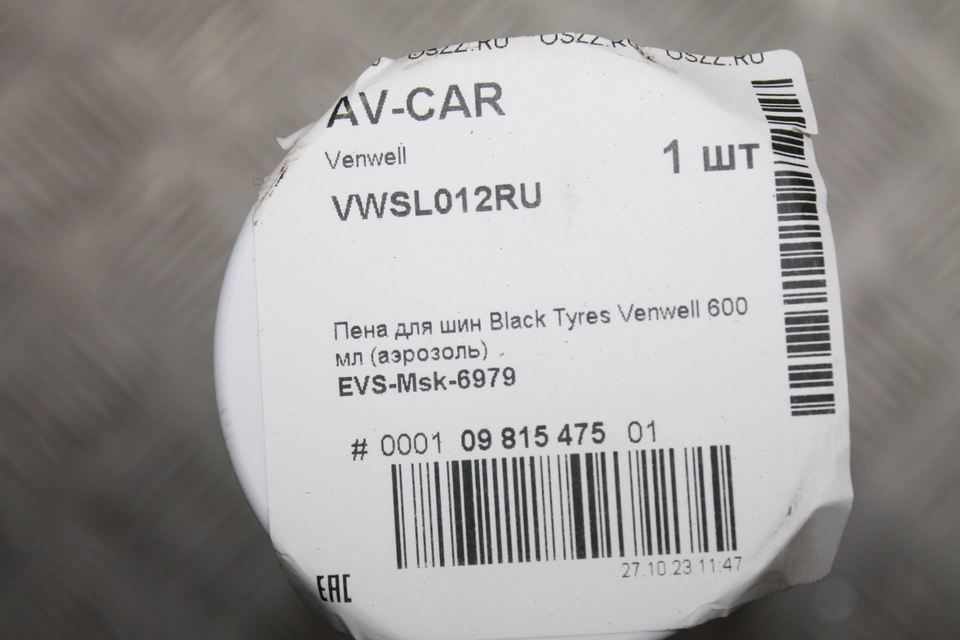 OSZZ.RU OSZZ.RU OSZZ.RU
AV-CAR
Venwell
1 шт
VWSL012RU
Пена для шин Black Tyres Venwell 600
мл (аэрозоль)
EVS-Msk-6979
# 0001 09 815 475 01
27.10.23 11:47
EAC